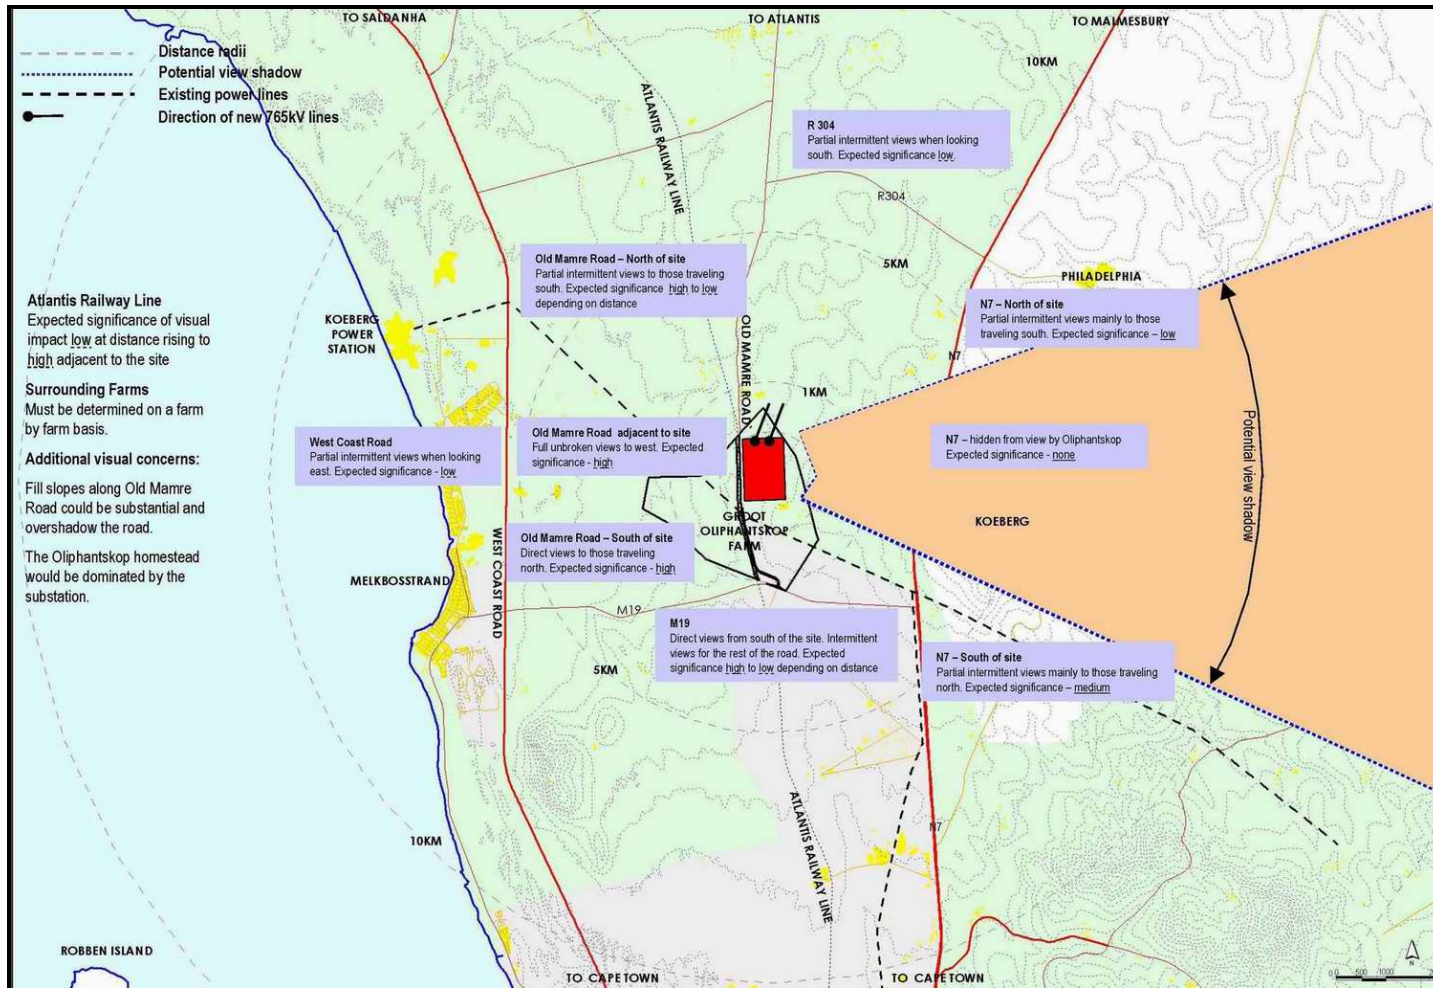 TO SALDANHA
TO ATLANTIS
TO MALMESBURY
Distance radii
Potential view shadow
Existing power lines
Direction of new 765kV lines
10KM
ATLANTIS RAILWAY LINE
R 304
Partial intermittent views when looking
south. Expected significance low.
R304
Old Mamre Road – North of site
Partial intermittent views to those traveling
south. Expected significance high to low
depending on distance
5KM
PHILADELPHIA
Atlantis Railway Line
Expected significance of visual
impact low at distance rising to
high adjacent to the site
KOEBERG
POWER
STATION
OLD MAMRE ROAD
N7 – North of site
Partial intermittent views mainly to those
traveling south. Expected significance – low
N7
Surrounding Farms
Must be determined on a farm
by farm basis.
1KM
West Coast Road
Partial intermittent views when looking
east. Expected significance - low
Old Mamre Road adjacent to site
Full unbroken views to west. Expected
significance - high
N7 – hidden from view by Oliphantskop
Expected significance - none
Potential view shadow
Additional visual concerns:
Fill slopes along Old Mamre
Road could be substantial and
overshadow the road.
The Oliphantskop homestead
would be dominated by the
substation.
GROOT
OLIPHANTSKOP
FARM
KOEBERG
WEST COAST ROAD
Old Mamre Road – South of site
Direct views to those traveling
north. Expected significance - high
MELKBOSSTRAND
M19
M19
Direct views from south of the site. Intermittent
views for the rest of the road. Expected
significance high to low depending on distance
5KM
N7 – South of site
Partial intermittent views mainly to those traveling
north. Expected significance – medium
ATLANTIS RAILWAY LINE
N7
10KM
ROBBEN ISLAND
TO CAPE TOWN
TO CAPE TOWN
N
0 500 1000